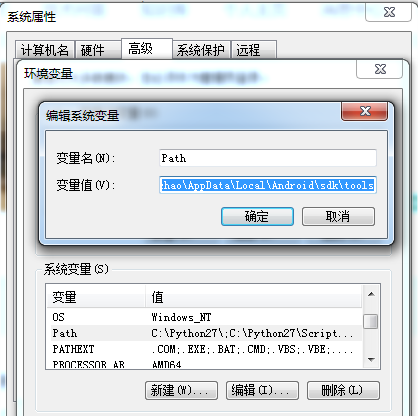 系统属性
计算机名 硬件 高级 系统保护 远程
环境变量
编辑系统变量
变量名(N): Path
变量值(V): hao\AppData\Local\Android\sdk\tools
确定 取消
系统变量(S)
变量 值
OS Windows_NT
Path C:\Python27\;C:\Python27\Script...
PATHEXT .COM;.EXE;.BAT;.CMD;.VBS;.VBE;....
PROCESSOR_AR AMD64
新建(W)... 编辑(I)... 删除(L)